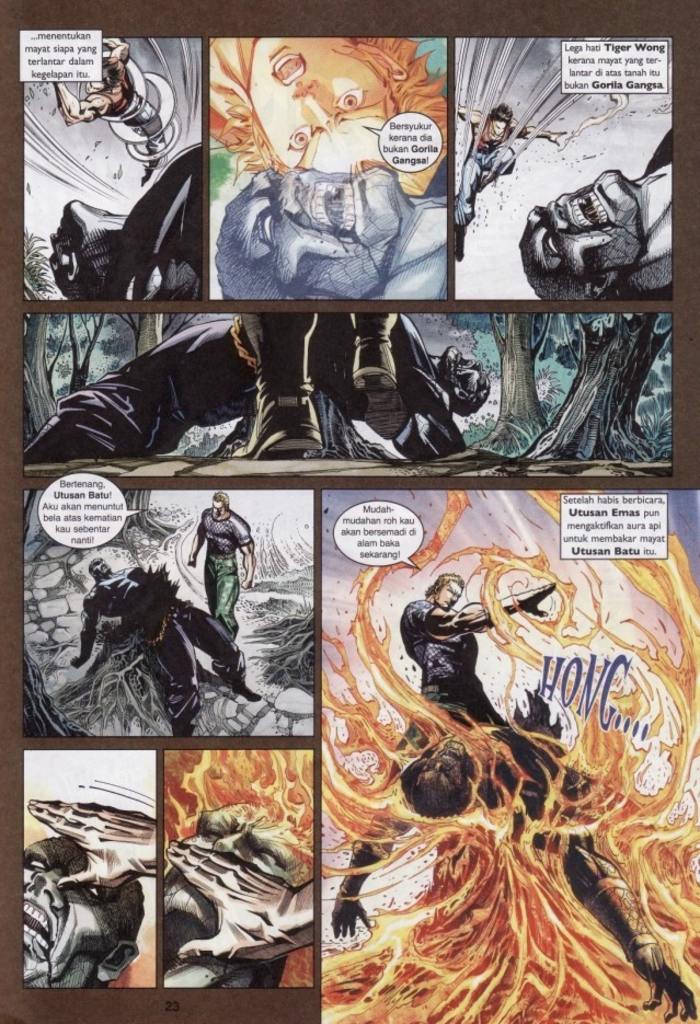 ...menentukan
mayat siapa yang
terlantar dalam
kegelapan itu.
Bersyukur
kerana dia
bukan Gorila
Gangsa!
Lega hati Tiger Wong
kerana mayat yang ter-
lantar di atas tanah itu
bukan Gorila Gangsa.
Bertenang,
Utusan Batu!
Aku akan menuntut
bela atas kematian
kau sebentar
nanti!
Mudah-
mudahan roh kau
akan bersemadi di
alam baka
sekarang!
Setelah habis berbicara,
Utusan Emas pun
mengaktifkan aura api
untuk membakar mayat
Utusan Batu itu.
HONG....
23